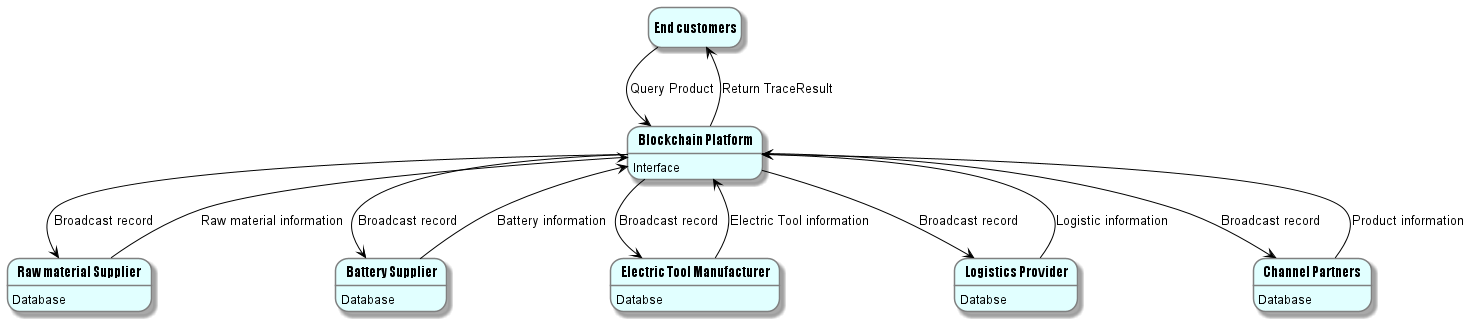 End customers
Query Product
Return TraceResult
Blockchain Platform
Interface
Broadcast record
Raw material information
Broadcast record
Battery information
Broadcast record
Electric Tool information
Broadcast record
Logistic information
Broadcast record
Product information
Raw material Supplier
Battery Supplier
Electric Tool Manufacturer
Logistics Provider
Channel Partners
Database
Database
Databse
Databse
Database